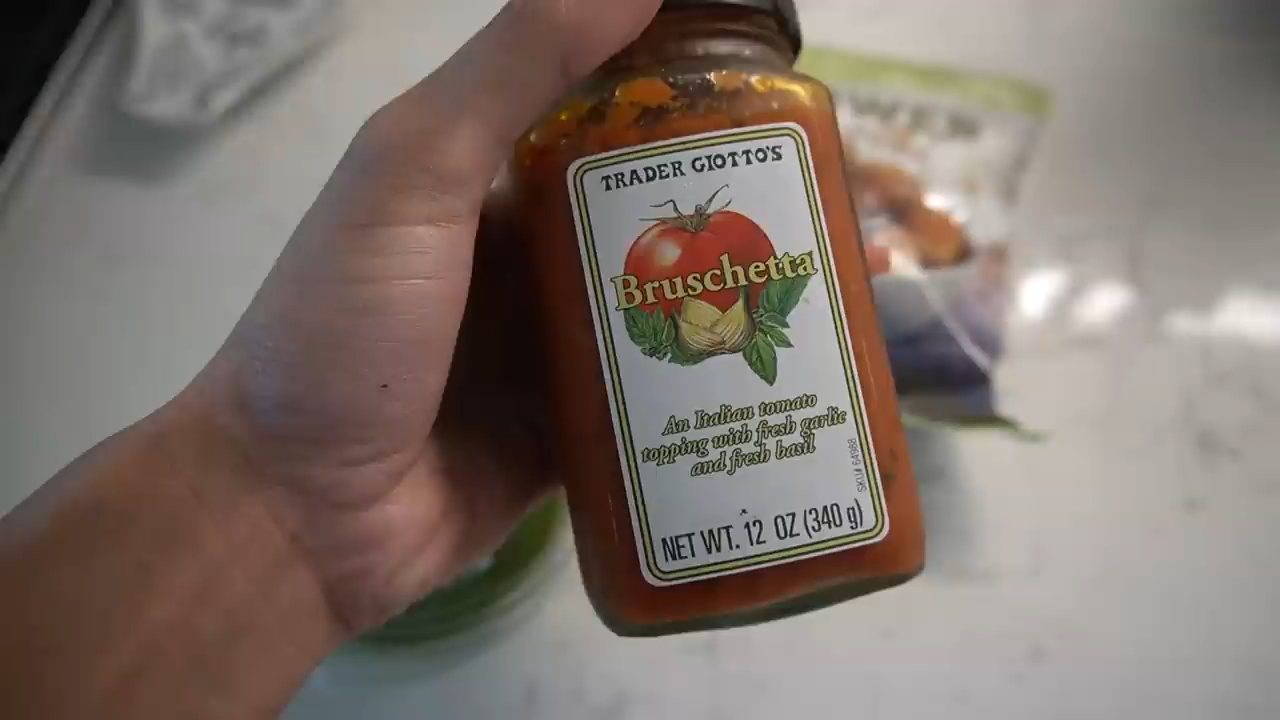 TRADER GIOTTO'S
Bruschetta
An Italian tomato
topping with fresh garlic
and fresh basil
SKU# 64988
NET WT. 12 OZ (340 g)